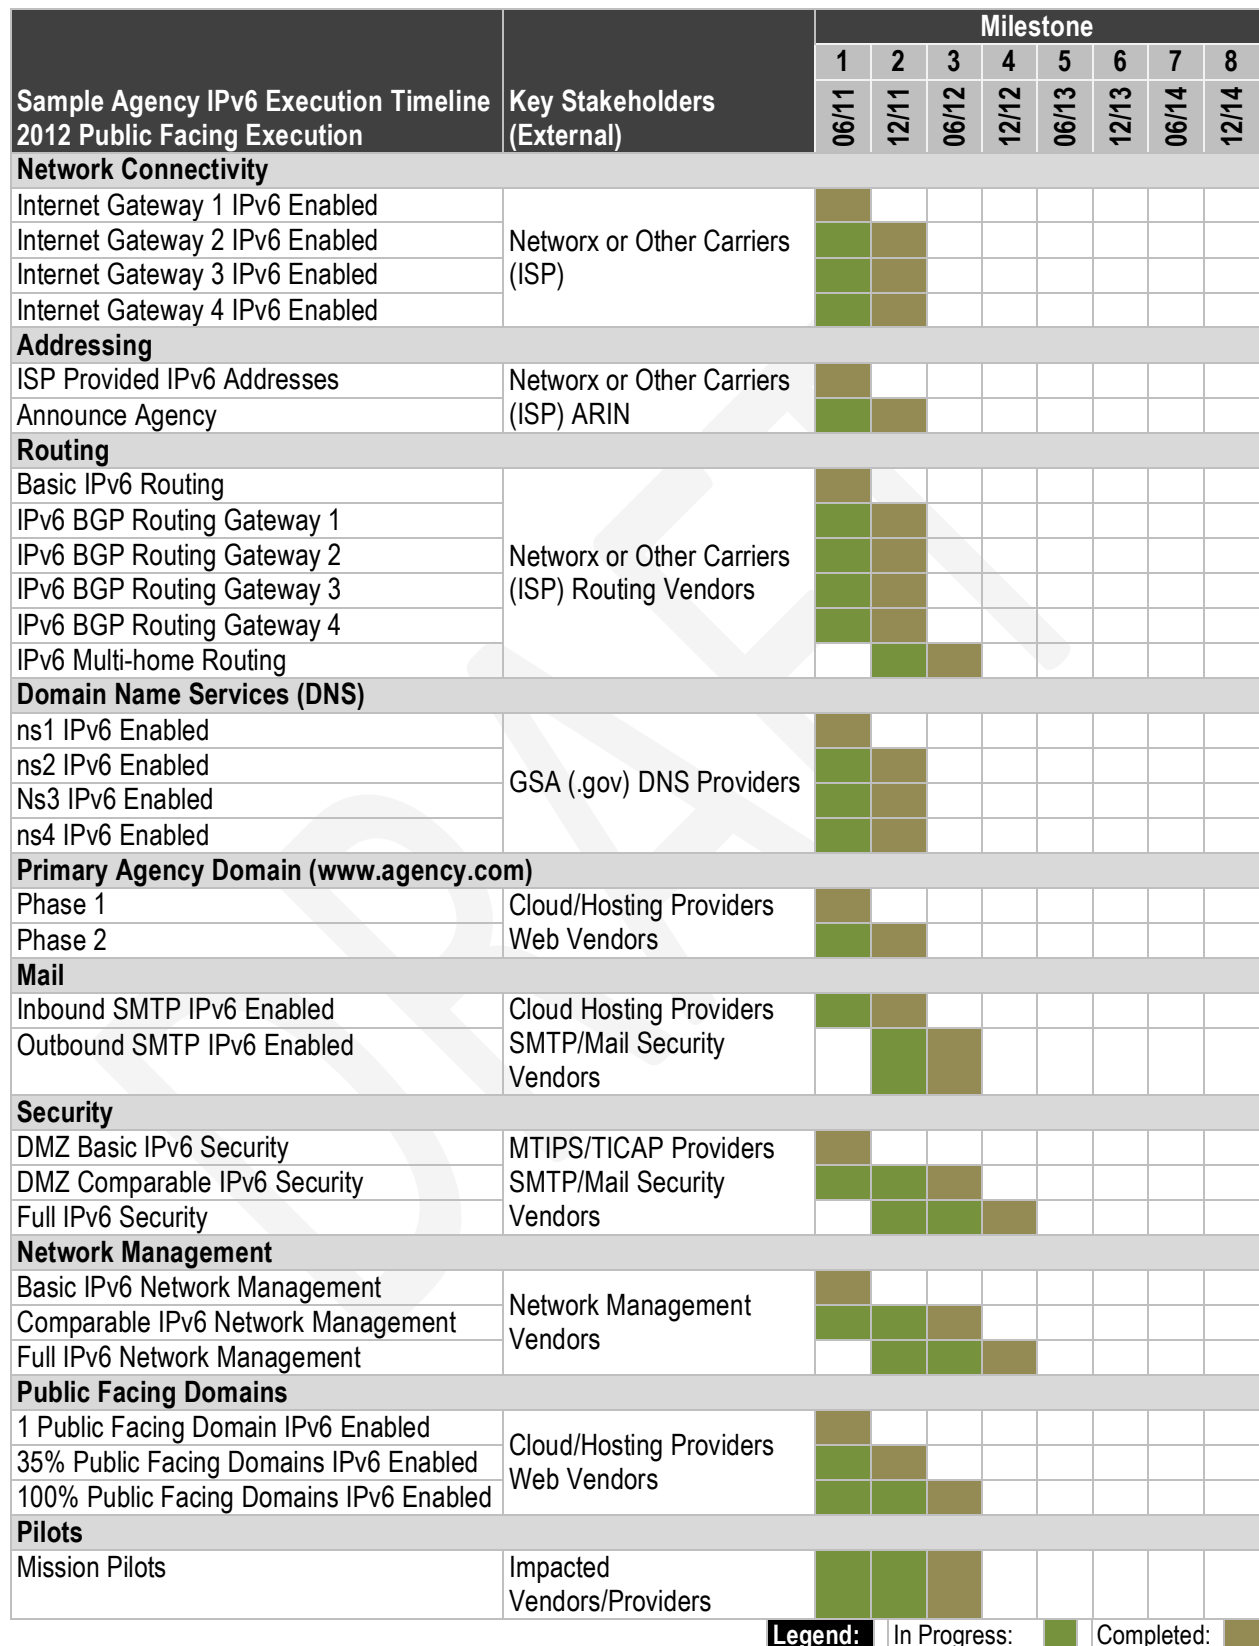 Milestone
1 2 3 4 5 6 7 8
Sample Agency IPv6 Execution Timeline
2012 Public Facing Execution
Key Stakeholders
(External)
06/11 12/11 06/12 12/12 06/13 12/13 06/14 12/14
Network Connectivity
Internet Gateway 1 IPv6 Enabled
Internet Gateway 2 IPv6 Enabled
Internet Gateway 3 IPv6 Enabled
Internet Gateway 4 IPv6 Enabled
Networx or Other Carriers
(ISP)
Addressing
ISP Provided IPv6 Addresses
Announce Agency
Networx or Other Carriers
(ISP) ARIN
Routing
Basic IPv6 Routing
IPv6 BGP Routing Gateway 1
IPv6 BGP Routing Gateway 2
IPv6 BGP Routing Gateway 3
IPv6 BGP Routing Gateway 4
IPv6 Multi-home Routing
Networx or Other Carriers
(ISP) Routing Vendors
Domain Name Services (DNS)
ns1 IPv6 Enabled
ns2 IPv6 Enabled
Ns3 IPv6 Enabled
ns4 IPv6 Enabled
GSA (.gov) DNS Providers
Primary Agency Domain (www.agency.com)
Phase 1
Phase 2
Cloud/Hosting Providers
Web Vendors
Mail
Inbound SMTP IPv6 Enabled
Outbound SMTP IPv6 Enabled
Cloud Hosting Providers
SMTP/Mail Security
Vendors
Security
DMZ Basic IPv6 Security
DMZ Comparable IPv6 Security
Full IPv6 Security
MTIPS/TICAP Providers
SMTP/Mail Security
Vendors
Network Management
Basic IPv6 Network Management
Comparable IPv6 Network Management
Full IPv6 Network Management
Network Management
Vendors
Public Facing Domains
1 Public Facing Domain IPv6 Enabled
35% Public Facing Domains IPv6 Enabled
100% Public Facing Domains IPv6 Enabled
Cloud/Hosting Providers
Web Vendors
Pilots
Mission Pilots
Impacted
Vendors/Providers
Legend: In Progress: Completed:
DRAFT